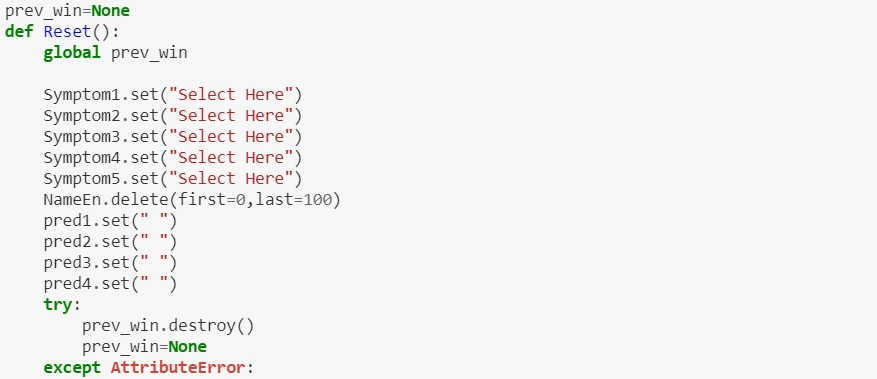 prev_win=None
def Reset():
    global prev_win

    Symptom1.set("Select Here")
    Symptom2.set("Select Here")
    Symptom3.set("Select Here")
    Symptom4.set("Select Here")
    Symptom5.set("Select Here")
    NameEn.delete(first=0,last=100)
    pred1.set(" ")
    pred2.set(" ")
    pred3.set(" ")
    pred4.set(" ")
    try:
        prev_win.destroy()
        prev_win=None
    except AttributeError: